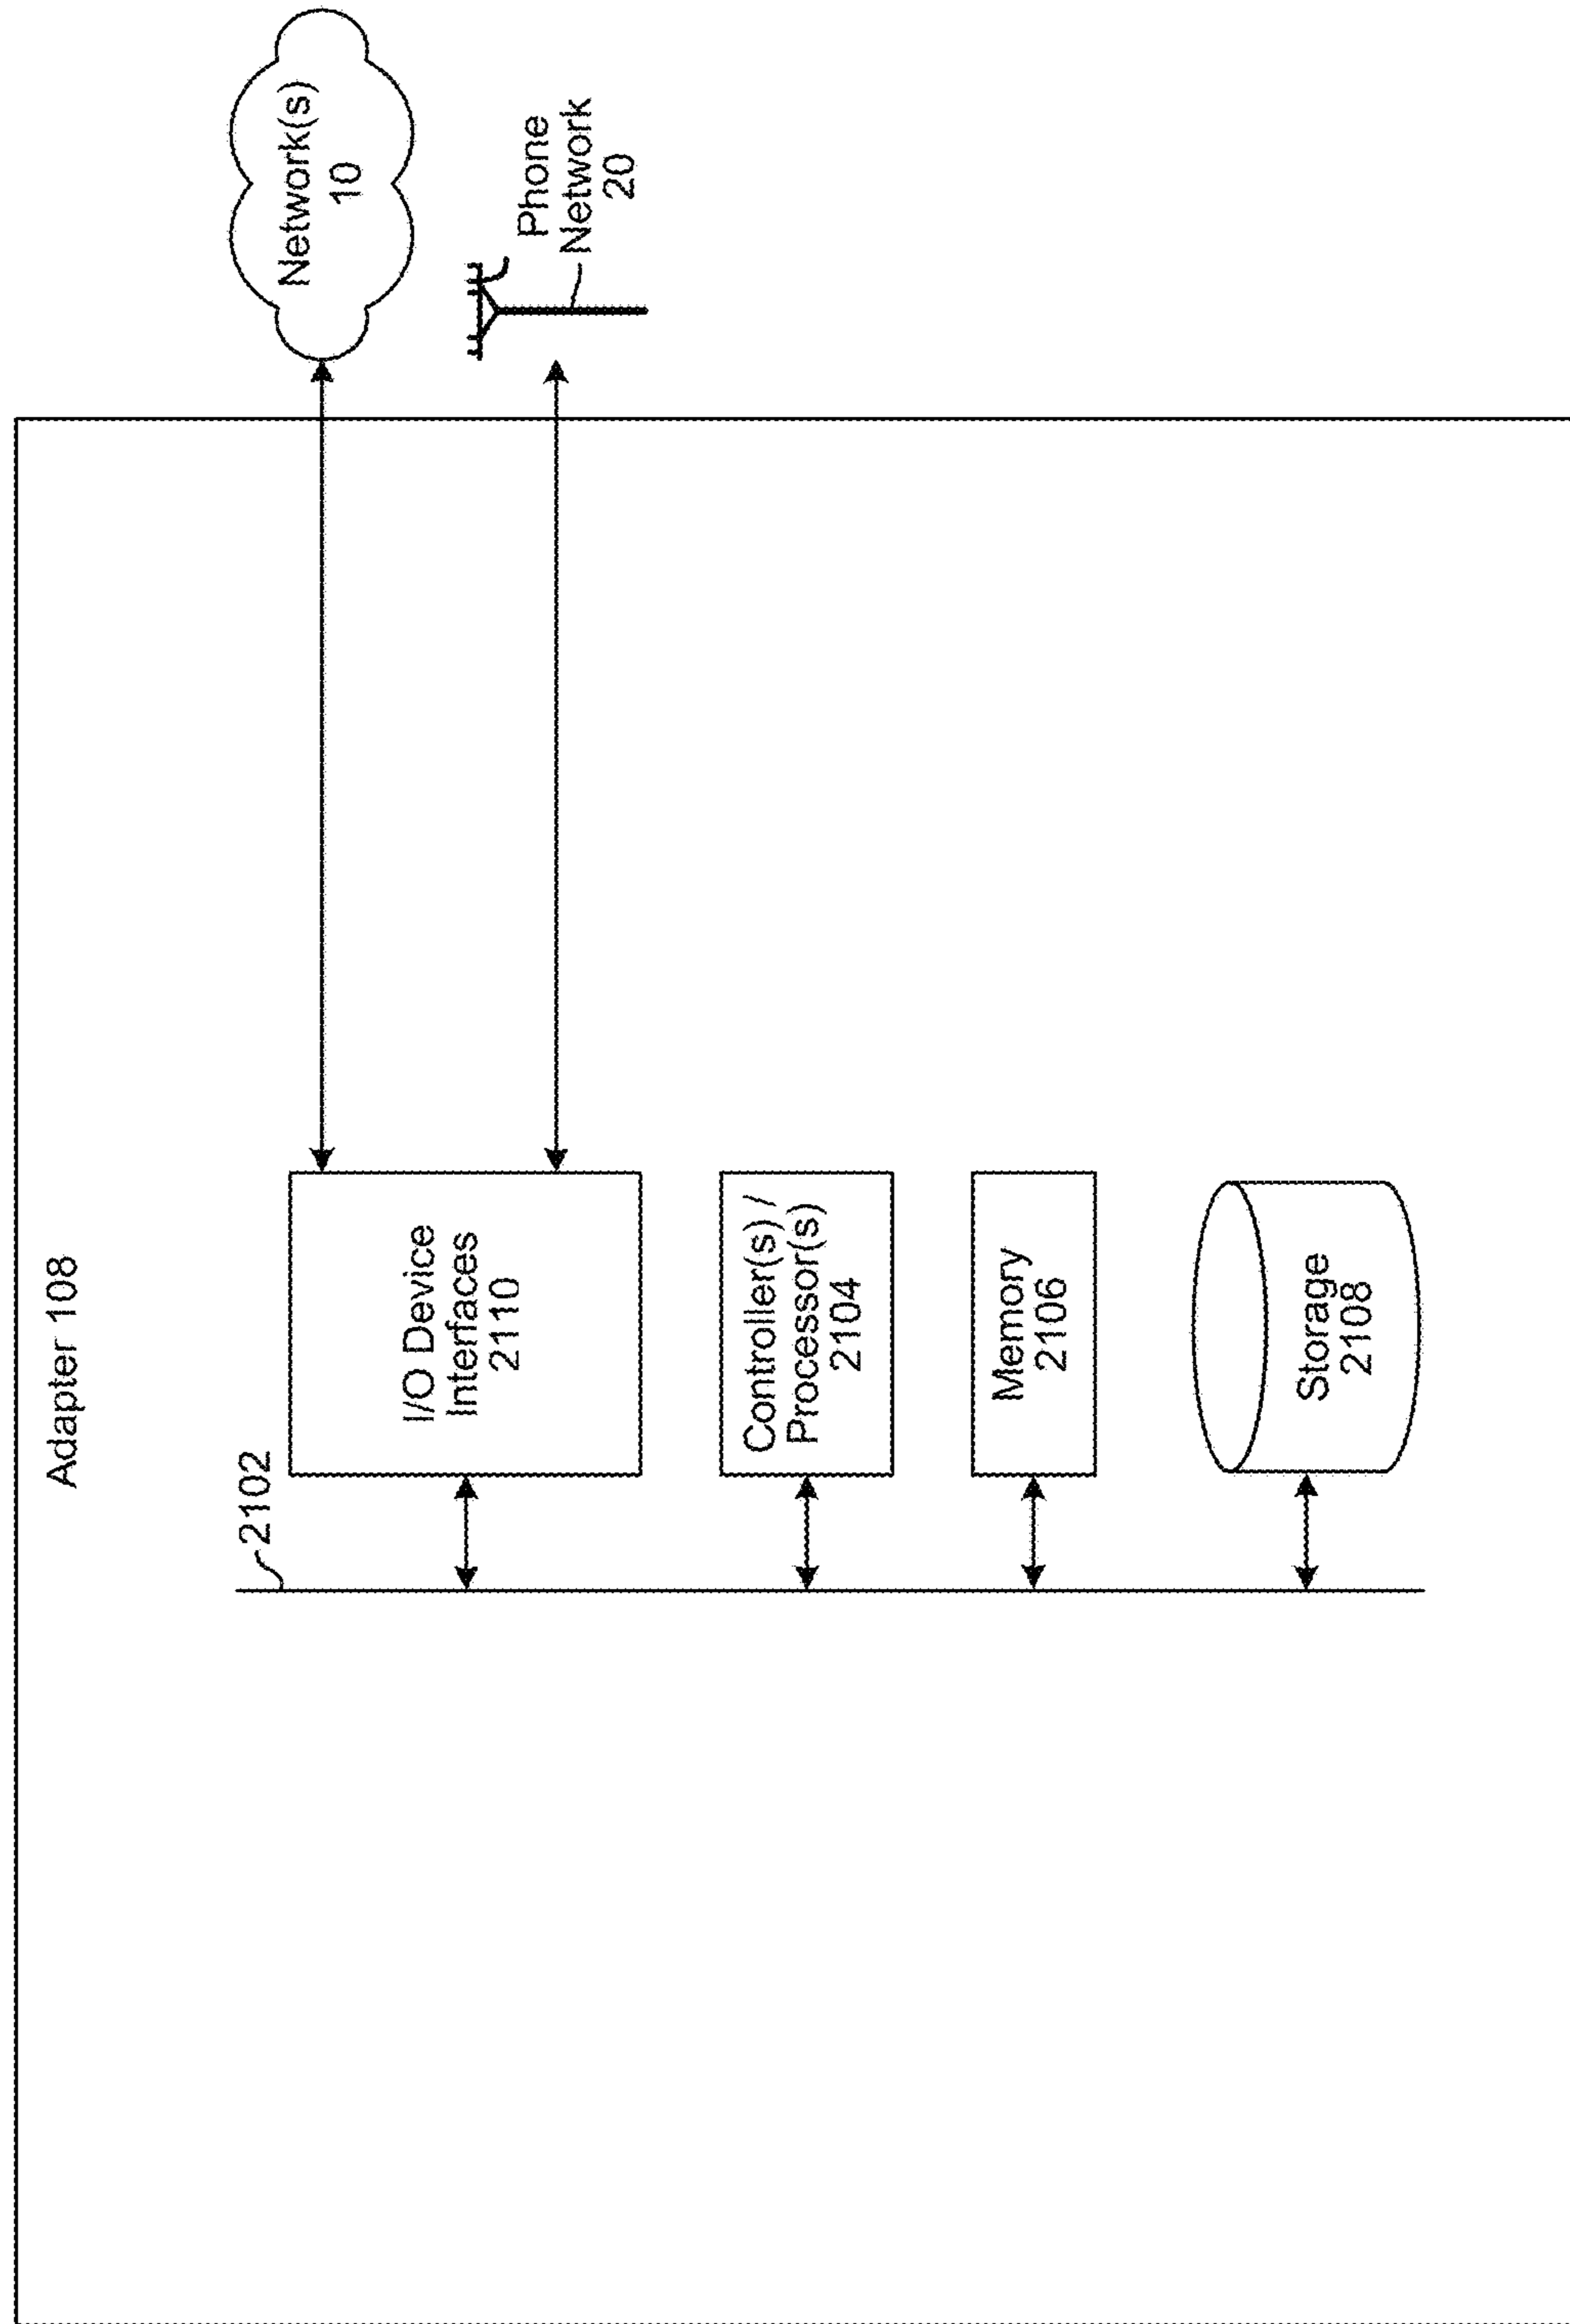 Adapter 108
2102
I/O Device
Interfaces
2110
Network(s)
10
Phone
Network
20
Controller(s) /
Processor(s)
2104
Memory
2106
Storage
2108